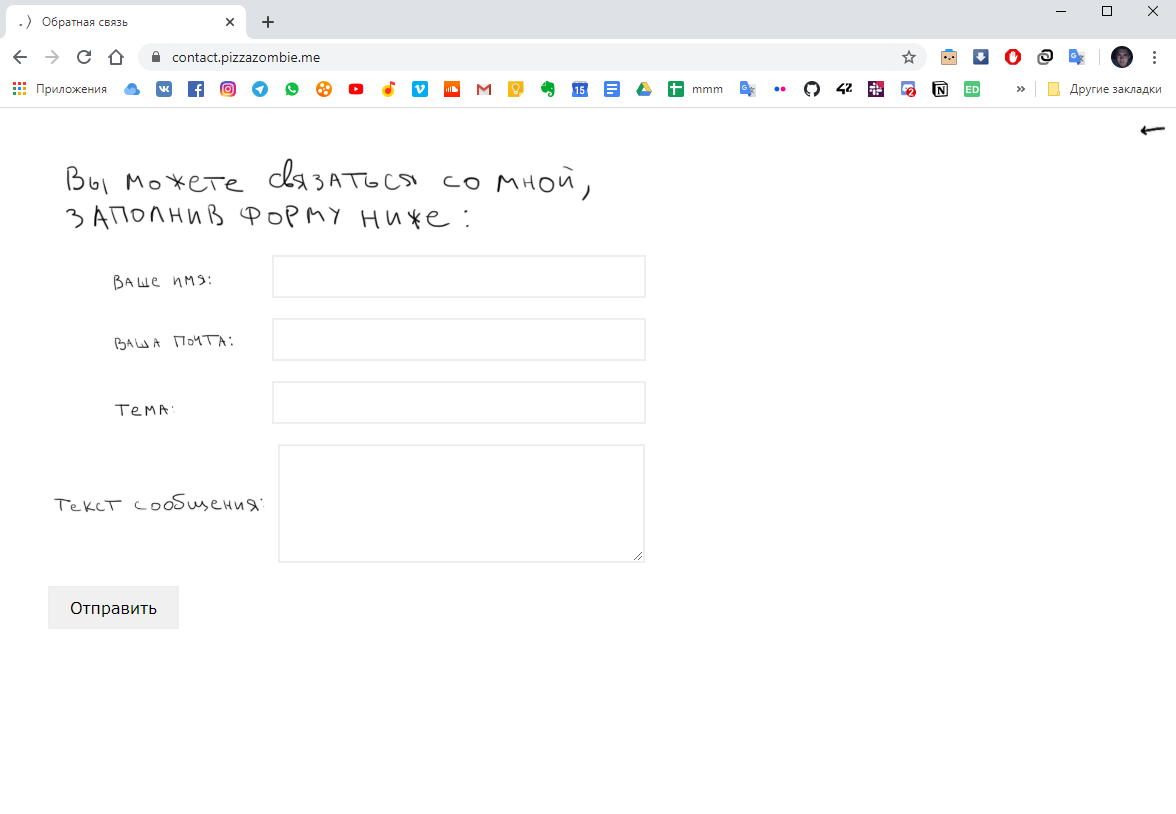 .) Обратная связь
contact.pizzazombie.me
Приложения
15
mmm
42
2
N
ED
»
Другие закладки
Вы можете связаться со мной,
заполнив форму ниже:
Ваше имя:
Ваша почта:
Тема:
Текст сообщения:
Отправить